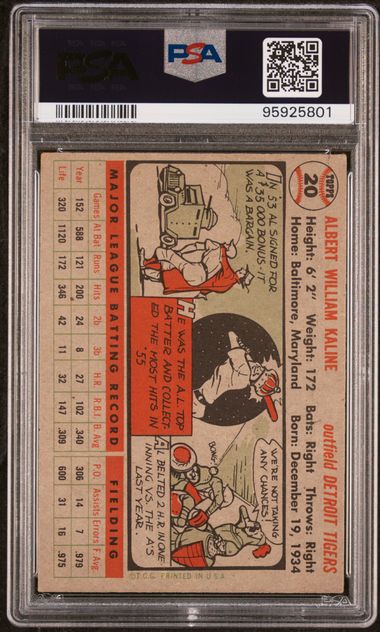 PSA
PSA
95925801
TOPPS
20
ALBERT WILLIAM KALINE
outfield DETROIT TIGERS
Height: 6' 2" Weight: 172 Bats: Right Throws: Right
Home: Baltimore, Maryland Born: December 19, 1934
IN '53 AL SIGNED FOR
A $35,000 BONUS-IT
WAS A BARGAIN.
HE WAS THE A.L. TOP
BATTER AND COLLECT-
ED THE MOST HITS IN
'55
WE'RE NOT TAKING
ANY CHANCES
BONG-
AL BELTED 2 H.R. IN ONE
INNING VS. THE A'S
LAST YEAR.
©T.C.G. PRINTED IN U.S.A.
MAJOR LEAGUE BATTING RECORD FIELDING
Games At Bat Runs Hits 2b 3b H.R. R.B.I. B. Avg P.O. Assists Errors F. Avg
Year 152 588 121 200 24 8 27 102 .340 306 14 7 .979
Life 320 1120 172 346 42 11 32 147 .309 600 31 16 .975